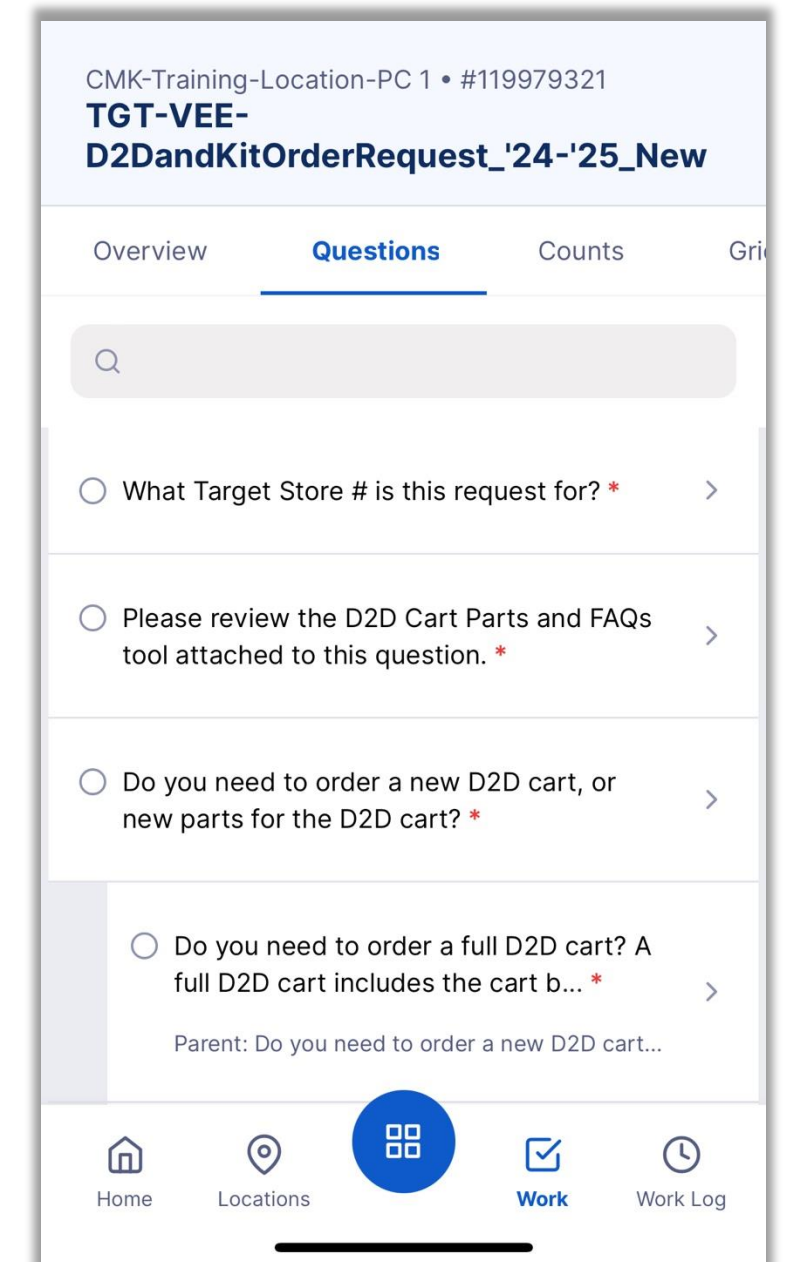 CMK-Training-Location-PC 1 • #119979321
TGT-VEE-
D2DandKitOrderRequest_'24-'25_New
Overview Questions Counts Gri
What Target Store # is this request for? *
Please review the D2D Cart Parts and FAQs
tool attached to this question. *
Do you need to order a new D2D cart, or
new parts for the D2D cart? *
Do you need to order a full D2D cart? A
full D2D cart includes the cart b... *
Parent: Do you need to order a new D2D cart...
Home Locations Work Work Log